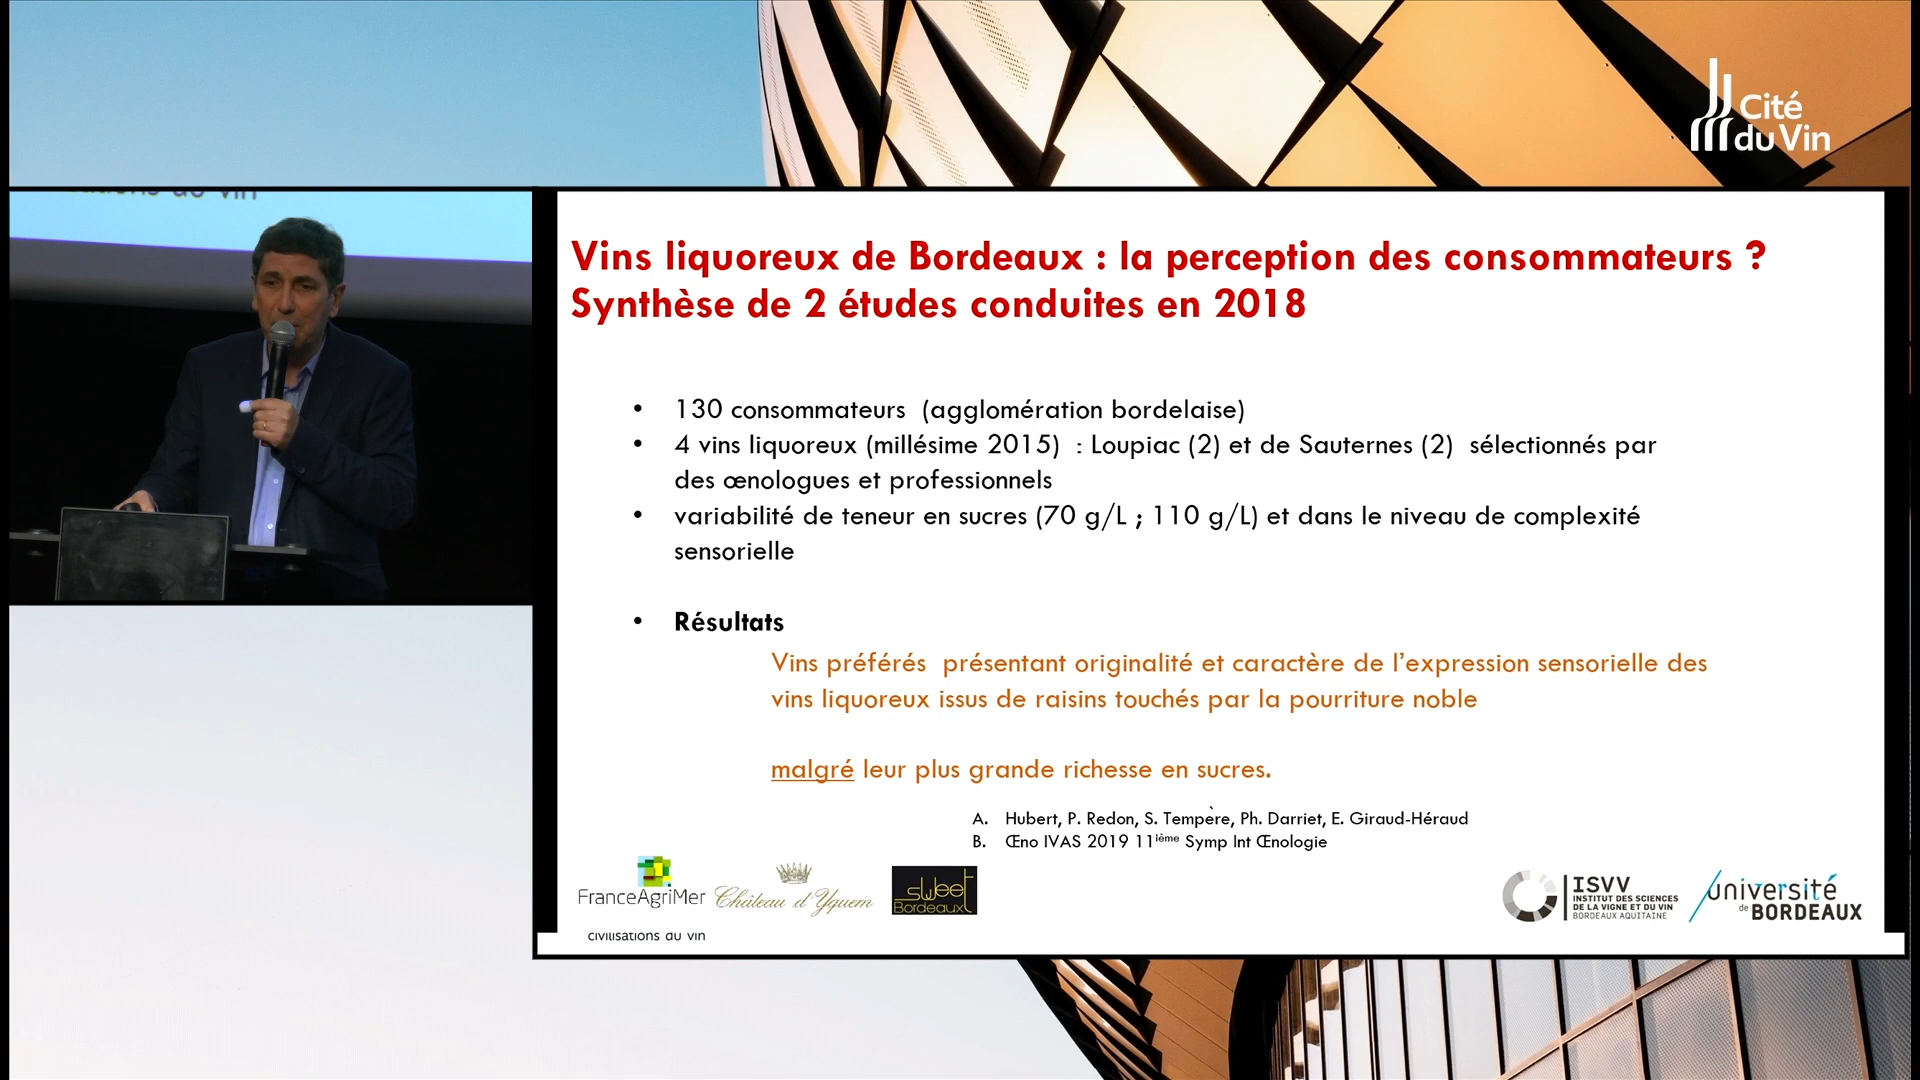 Cité
du Vin
Vins liquoreux de Bordeaux : la perception des consommateurs ?
Synthèse de 2 études conduites en 2018
• 130 consommateurs (agglomération bordelaise)
• 4 vins liquoreux (millésime 2015) : Loupiac (2) et de Sauternes (2) sélectionnés par
des œnologues et professionnels
• variabilité de teneur en sucres (70 g/L ; 110 g/L) et dans le niveau de complexité
sensorielle
• Résultats
Vins préférés présentant originalité et caractère de l'expression sensorielle des
vins liquoreux issus de raisins touchés par la pourriture noble
malgré leur plus grande richesse en sucres.
A. Hubert, P. Redon, S. Tempère, Ph. Darriet, E. Giraud-Héraud
B. Œno IVAS 2019 11ième Symp Int Œnologie
FranceAgriMer
Château d'Yquem
sweet
Bordeaux
ISVV
INSTITUT DES SCIENCES
DE LA VIGNE ET DU VIN
BORDEAUX AQUITAINE
université
de BORDEAUX
civilisations du vin